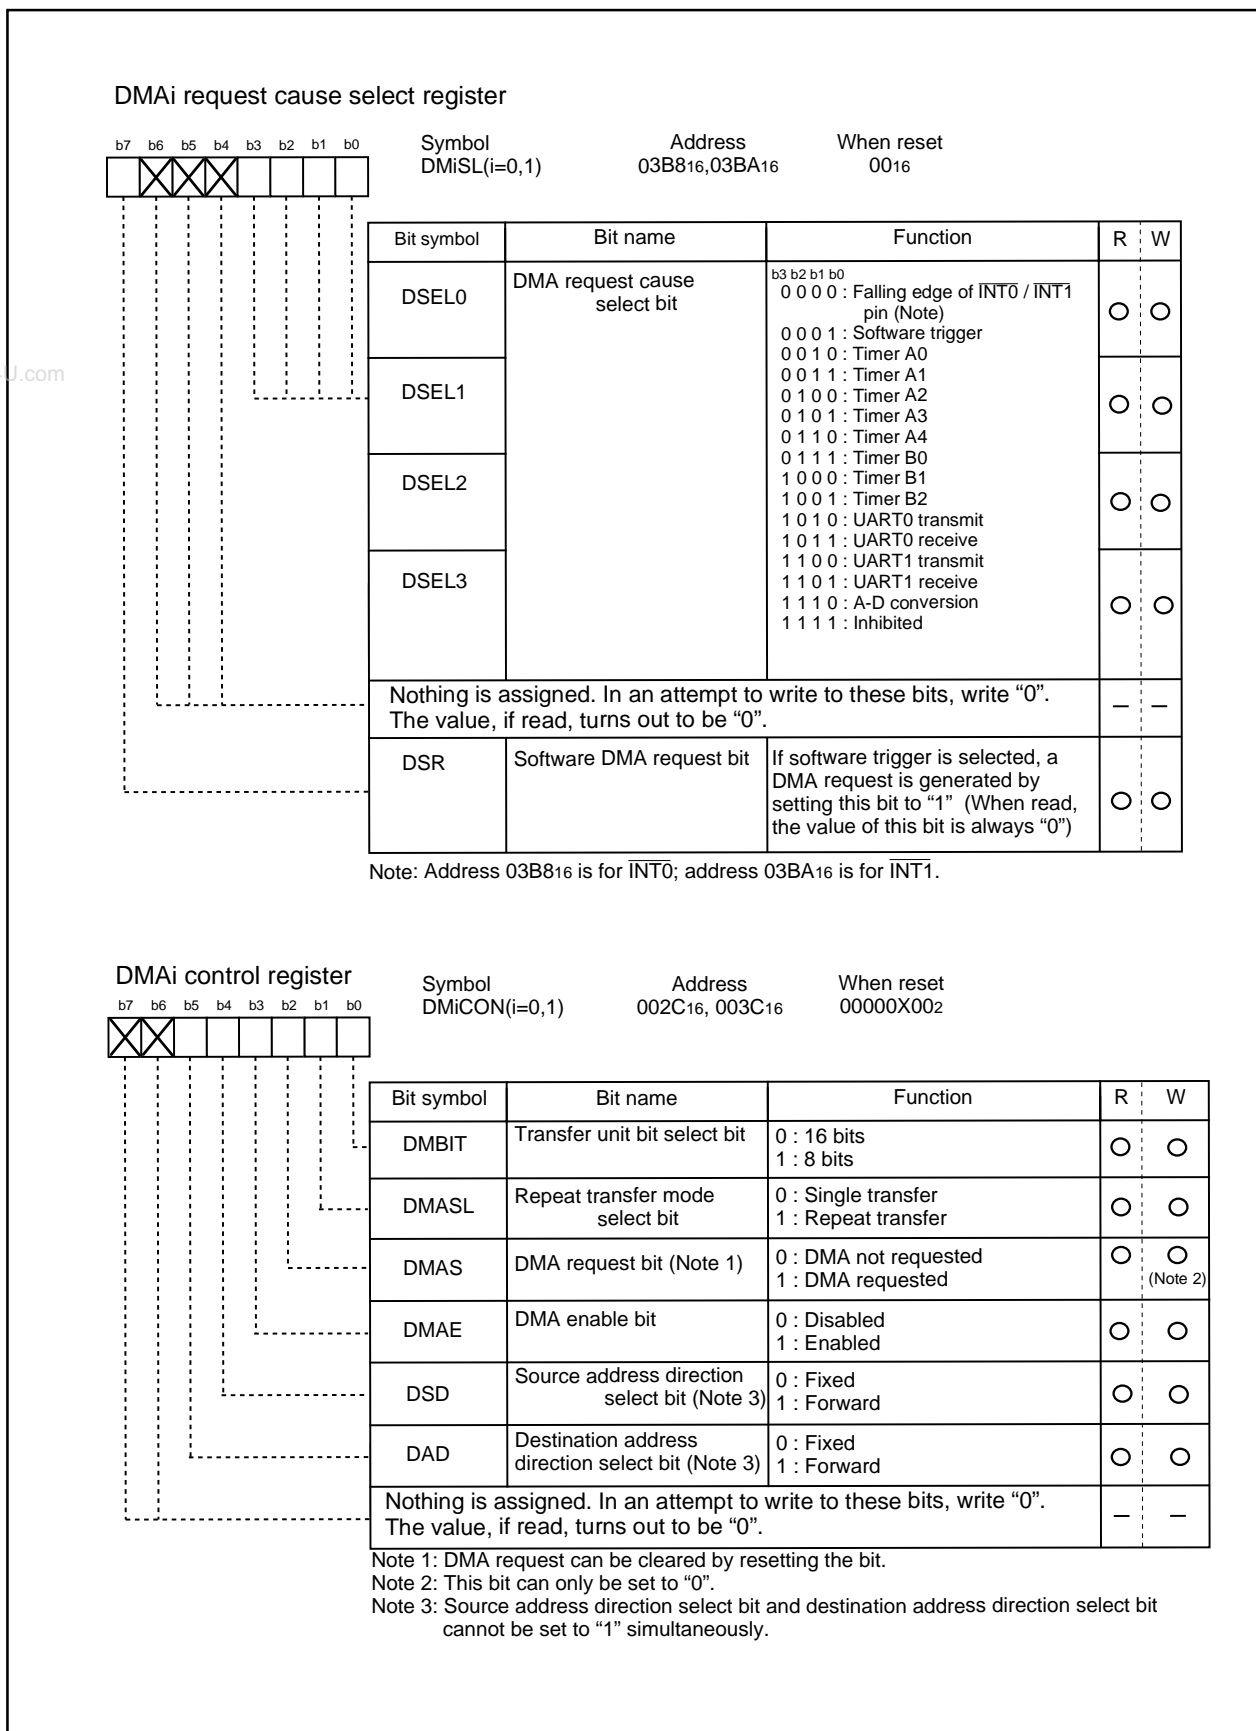 DMAi request cause select register
b7 b6 b5 b4 b3 b2 b1 b0
Symbol Address When reset
DMiSL(i=0,1) 03B816,03BA16 0016
Bit symbol Bit name Function R W
DSEL0 DMA request cause select bit
b3 b2 b1 b0
0 0 0 0 : Falling edge of INT0 / INT1
pin (Note)
0 0 0 1 : Software trigger
0 0 1 0 : Timer A0
0 0 1 1 : Timer A1
DSEL1
0 1 0 0 : Timer A2
0 1 0 1 : Timer A3
0 1 1 0 : Timer A4
0 1 1 1 : Timer B0
DSEL2
1 0 0 0 : Timer B1
1 0 0 1 : Timer B2
1 0 1 0 : UART0 transmit
1 0 1 1 : UART0 receive
1 1 0 0 : UART1 transmit
DSEL3
1 1 0 1 : UART1 receive
1 1 1 0 : A-D conversion
1 1 1 1 : Inhibited
Nothing is assigned. In an attempt to write to these bits, write “0”.
The value, if read, turns out to be “0”.
– –
DSR Software DMA request bit If software trigger is selected, a
DMA request is generated by
setting this bit to “1” (When read,
the value of this bit is always “0”)
Note: Address 03B816 is for INT0; address 03BA16 is for INT1.
U.com
DMAi control register
b7 b6 b5 b4 b3 b2 b1 b0
Symbol Address When reset
DMiCON(i=0,1) 002C16, 003C16 00000X002
Bit symbol Bit name Function R W
DMBIT Transfer unit bit select bit 0 : 16 bits
1 : 8 bits
DMASL Repeat transfer mode
select bit
0 : Single transfer
1 : Repeat transfer
DMAS DMA request bit (Note 1) 0 : DMA not requested
1 : DMA requested
(Note 2)
DMAE DMA enable bit 0 : Disabled
1 : Enabled
DSD Source address direction
select bit (Note 3)
0 : Fixed
1 : Forward
DAD Destination address
direction select bit (Note 3)
0 : Fixed
1 : Forward
Nothing is assigned. In an attempt to write to these bits, write “0”.
The value, if read, turns out to be “0”.
– –
Note 1: DMA request can be cleared by resetting the bit.
Note 2: This bit can only be set to “0”.
Note 3: Source address direction select bit and destination address direction select bit
cannot be set to “1” simultaneously.